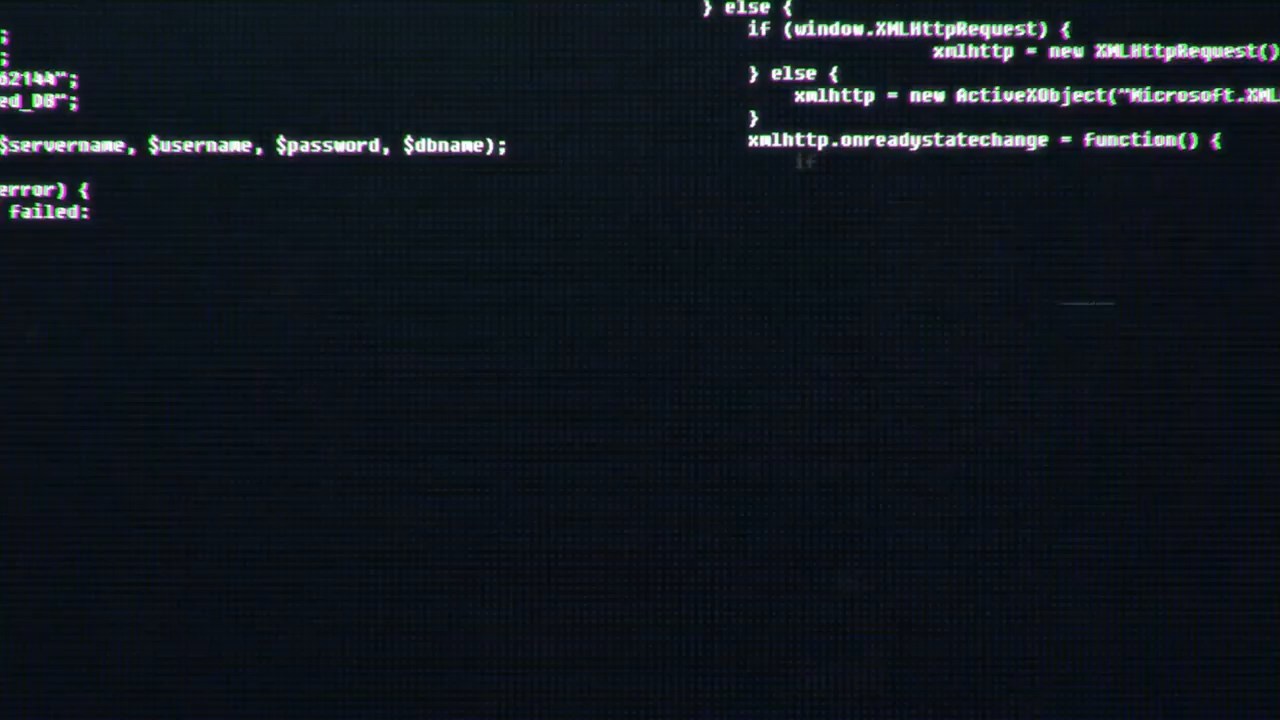 ;
;
62144";
ed_DB";
$servername, $username, $password, $dbname);
error) {
failed:
} else {
if (window.XMLHttpRequest) {
xmlhttp = new XMLHttpRequest()
} else {
xmlhttp = new ActiveXObject("Microsoft.XML
}
xmlhttp.onreadystatechange = function() {
if